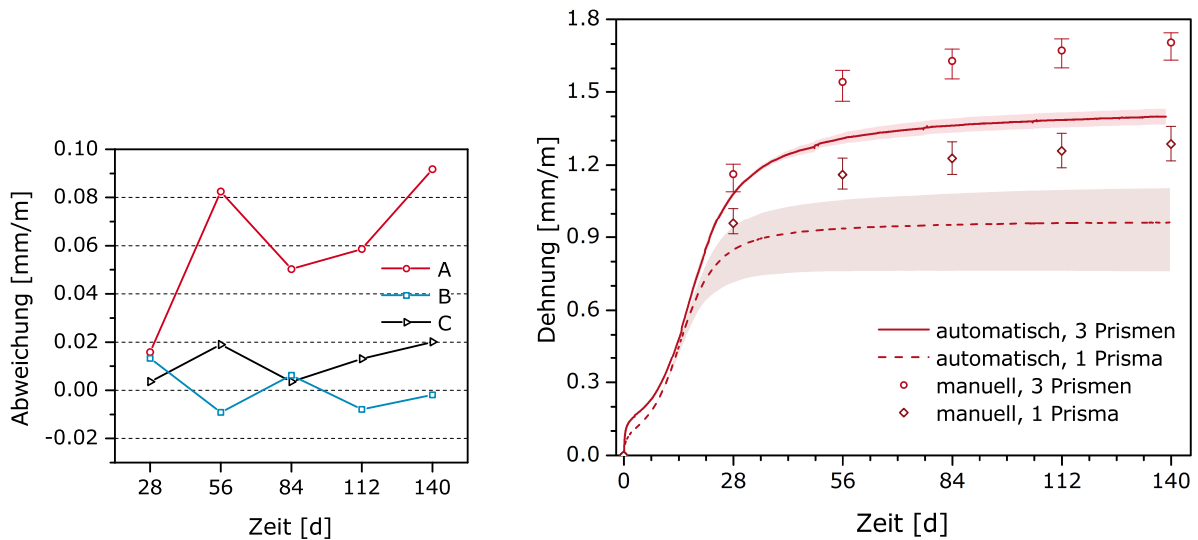 Abweichung [mm/m]
0.10
0.08
0.06
0.04
0.02
0.00
-0.02
28 56 84 112 140
Zeit [d]
A
B
C
Dehnung [mm/m]
1.8
1.5
1.2
0.9
0.6
0.3
0.0
0 28 56 84 112 140
Zeit [d]
automatisch, 3 Prismen
automatisch, 1 Prisma
manuell, 3 Prismen
manuell, 1 Prisma